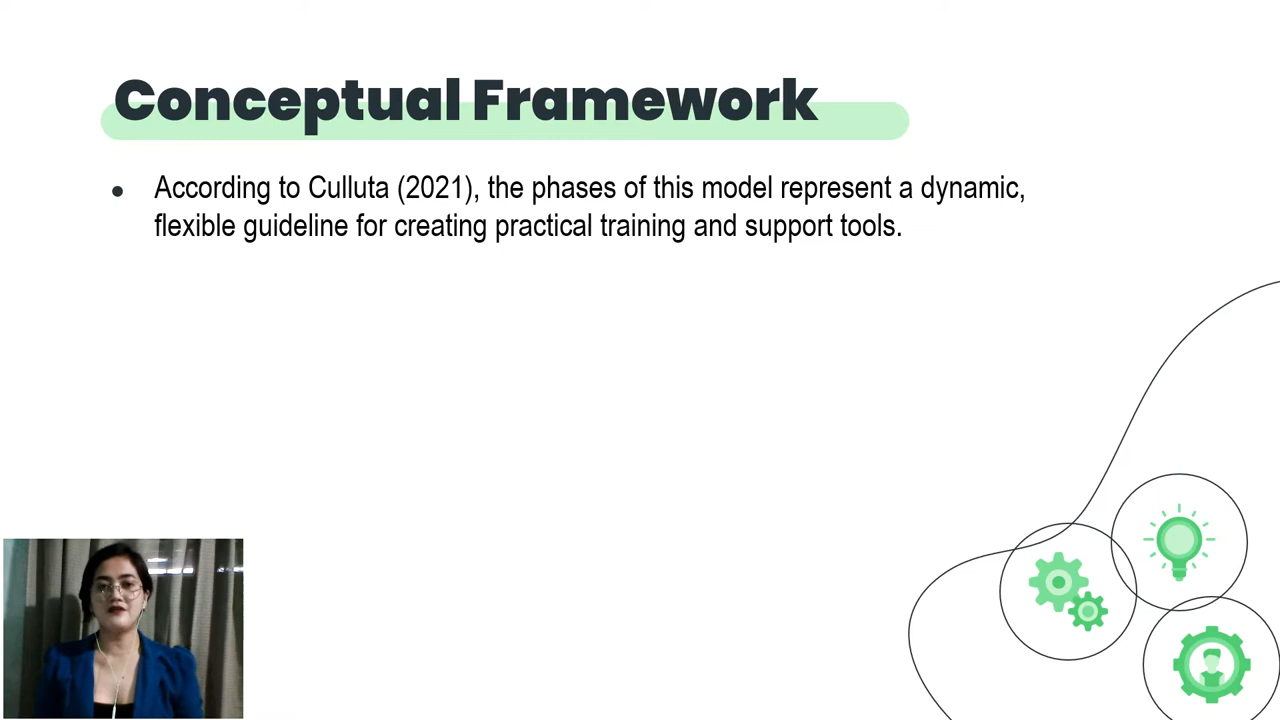 Conceptual Framework
According to Culluta (2021), the phases of this model represent a dynamic,
flexible guideline for creating practical training and support tools.